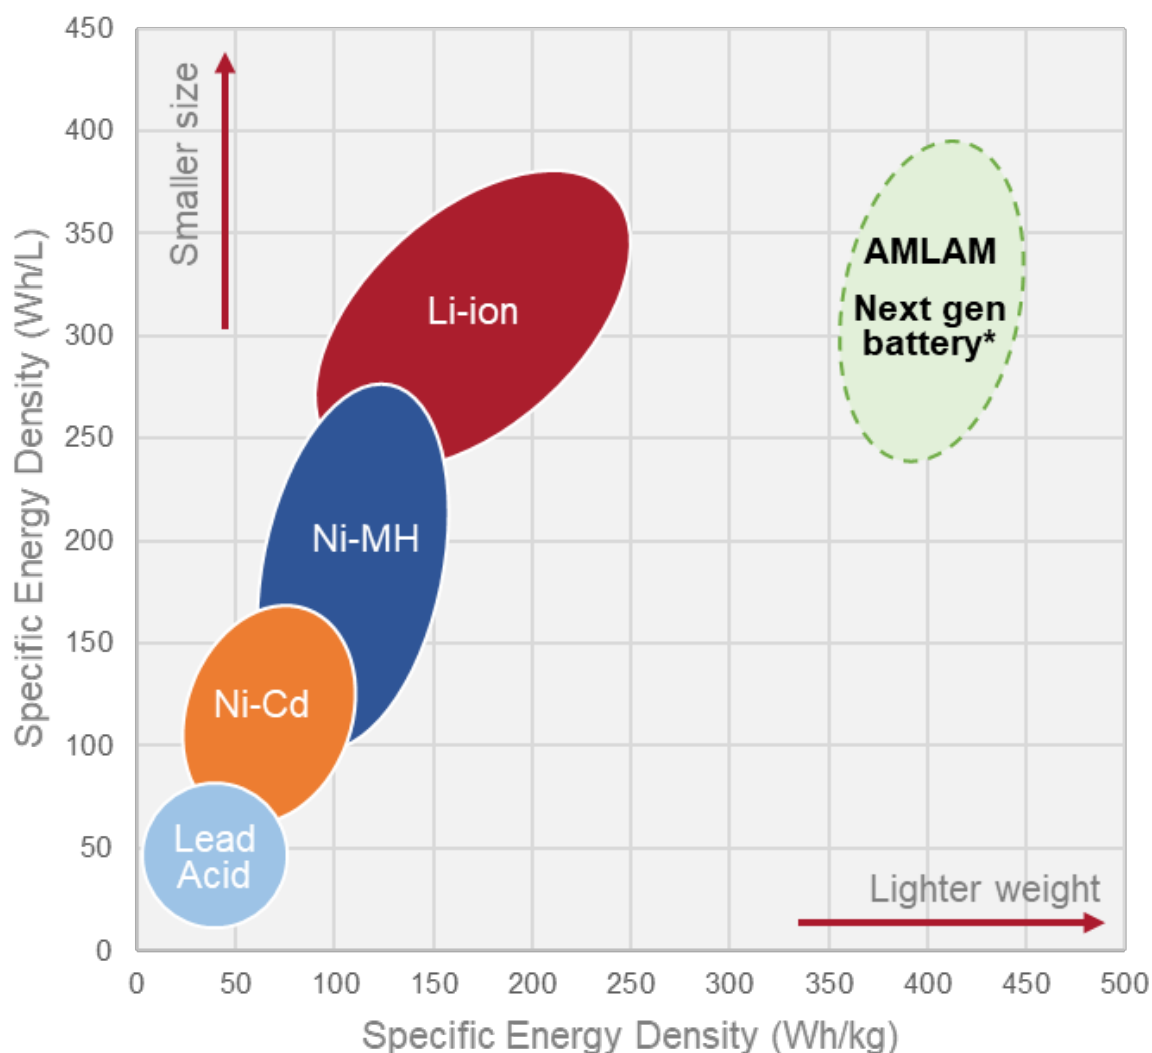 450
400
350
300
250
200
150
100
50
0
Specific Energy Density (Wh/L)
Smaller size
Li-ion
AMLAM
Next gen
battery*
Ni-MH
Ni-Cd
Lead
Acid
Lighter weight
0 50 100 150 200 250 300 350 400 450 500
Specific Energy Density (Wh/kg)